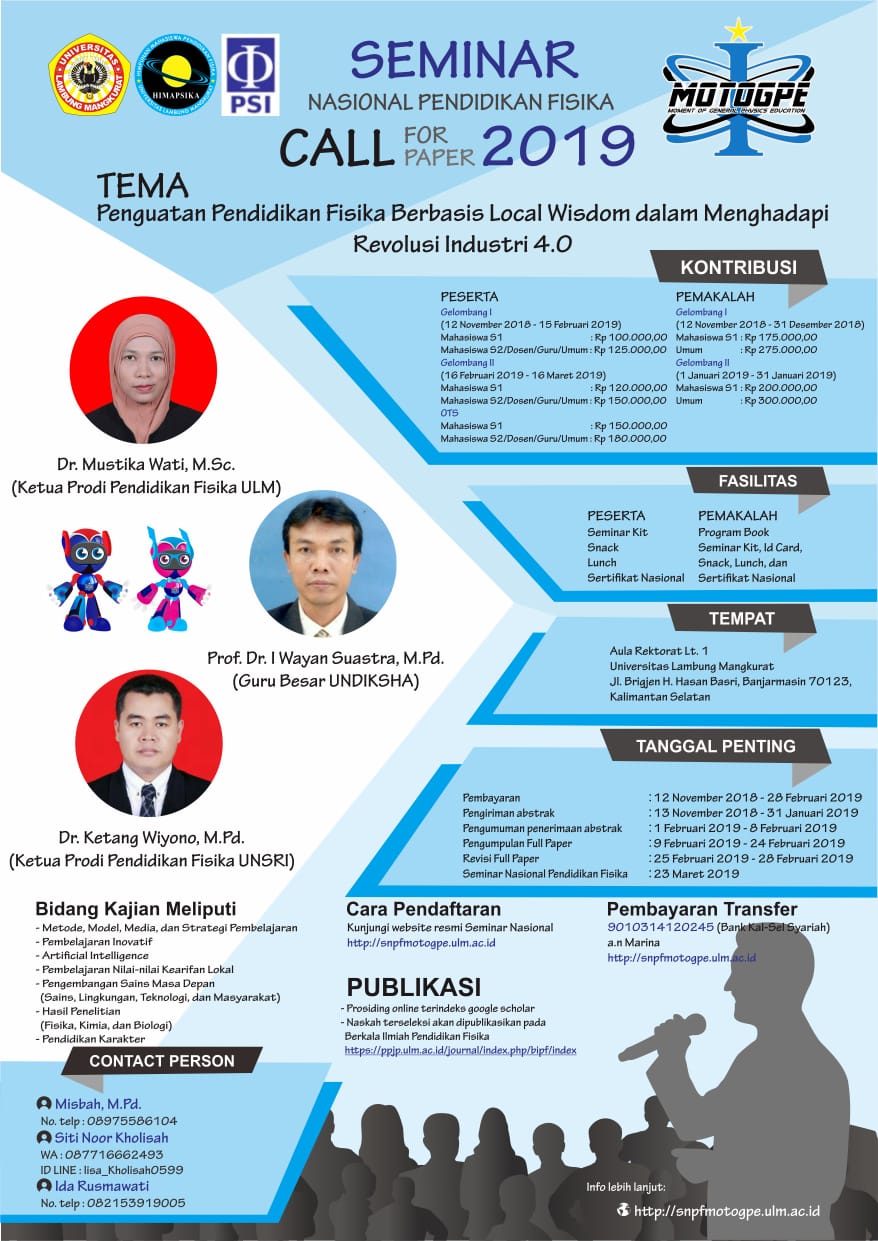 UNIVERSITAS
LAMBUNG MANGKURAT
HIMPUNAN MAHASISWA PENDIDIKAN FISIKA
HIMAPSIKA
UNIVERSITAS LAMBUNG MANGKURAT
PSI
SEMINAR
NASIONAL PENDIDIKAN FISIKA
CALL FOR PAPER 2019
MOTOGPE
MOMENT OF GENERAL PHYSICS EDUCATION
TEMA
Penguatan Pendidikan Fisika Berbasis Local Wisdom dalam Menghadapi
Revolusi Industri 4.0
KONTRIBUSI
PESERTA
Gelombang I
(12 November 2018 - 15 Februari 2019)
Mahasiswa S1 : Rp 100.000,00
Mahasiswa S2/Dosen/Guru/Umum : Rp 125.000,00
Gelombang II
(16 Februari 2019 - 16 Maret 2019)
Mahasiswa S1 : Rp 120.000,00
Mahasiswa S2/Dosen/Guru/Umum : Rp 150.000,00
OTS
Mahasiswa S1 : Rp 150.000,00
Mahasiswa S2/Dosen/Guru/Umum : Rp 180.000,00
PEMAKALAH
Gelombang I
(12 November 2018 - 31 Desember 2018)
Mahasiswa S1 : Rp 175.000,00
Umum : Rp 275.000,00
Gelombang II
(1 Januari 2019 - 31 Januari 2019)
Mahasiswa S1 : Rp 200.000,00
Umum : Rp 300.000,00
Dr. Mustika Wati, M.Sc.
(Ketua Prodi Pendidikan Fisika ULM)
Prof. Dr. I Wayan Suastra, M.Pd.
(Guru Besar UNDIKSHA)
Dr. Ketang Wiyono, M.Pd.
(Ketua Prodi Pendidikan Fisika UNSRI)
FASILITAS
PESERTA
Seminar Kit
Snack
Lunch
Sertifikat Nasional
PEMAKALAH
Program Book
Seminar Kit, Id Card,
Snack, Lunch, dan
Sertifikat Nasional
TEMPAT
Aula Rektorat Lt. 1
Universitas Lambung Mangkurat
Jl. Brigjen H. Hasan Basri, Banjarmasin 70123,
Kalimantan Selatan
TANGGAL PENTING
Pembayaran : 12 November 2018 - 28 Februari 2019
Pengiriman abstrak : 13 November 2018 - 31 Januari 2019
Pengumuman penerimaan abstrak : 1 Februari 2019 - 8 Februari 2019
Pengumpulan Full Paper : 9 Februari 2019 - 24 Februari 2019
Revisi Full Paper : 25 Februari 2019 - 28 Februari 2019
Seminar Nasional Pendidikan Fisika : 23 Maret 2019
Bidang Kajian Meliputi
- Metode, Model, Media, dan Strategi Pembelajaran
- Pembelajaran Inovatif
- Artificial Intelligence
- Pembelajaran Nilai-nilai Kearifan Lokal
- Pengembangan Sains Masa Depan
(Sains, Lingkungan, Teknologi, dan Masyarakat)
- Hasil Penelitian
(Fisika, Kimia, dan Biologi)
- Pendidikan Karakter
Cara Pendaftaran
Kunjungi website resmi Seminar Nasional
http://snpfmotogpe.ulm.ac.id
Pembayaran Transfer
9010314120245 (Bank Kal-Sel Syariah)
a.n Marina
http://snpfmotogpe.ulm.ac.id
PUBLIKASI
- Prosiding online terindeks google scholar
- Naskah terseleksi akan dipublikasikan pada
Berkala Ilmiah Pendidikan Fisika
https://ppjp.ulm.ac.id/journal/index.php/bipf/index
CONTACT PERSON
Misbah, M.Pd.
No. telp : 08975586104
Siti Noor Kholisah
WA : 087716662493
ID LINE : lisa_Kholisah0599
Ida Rusmawati
No. telp : 082153919005
Info lebih lanjut:
http://snpfmotogpe.ulm.ac.id